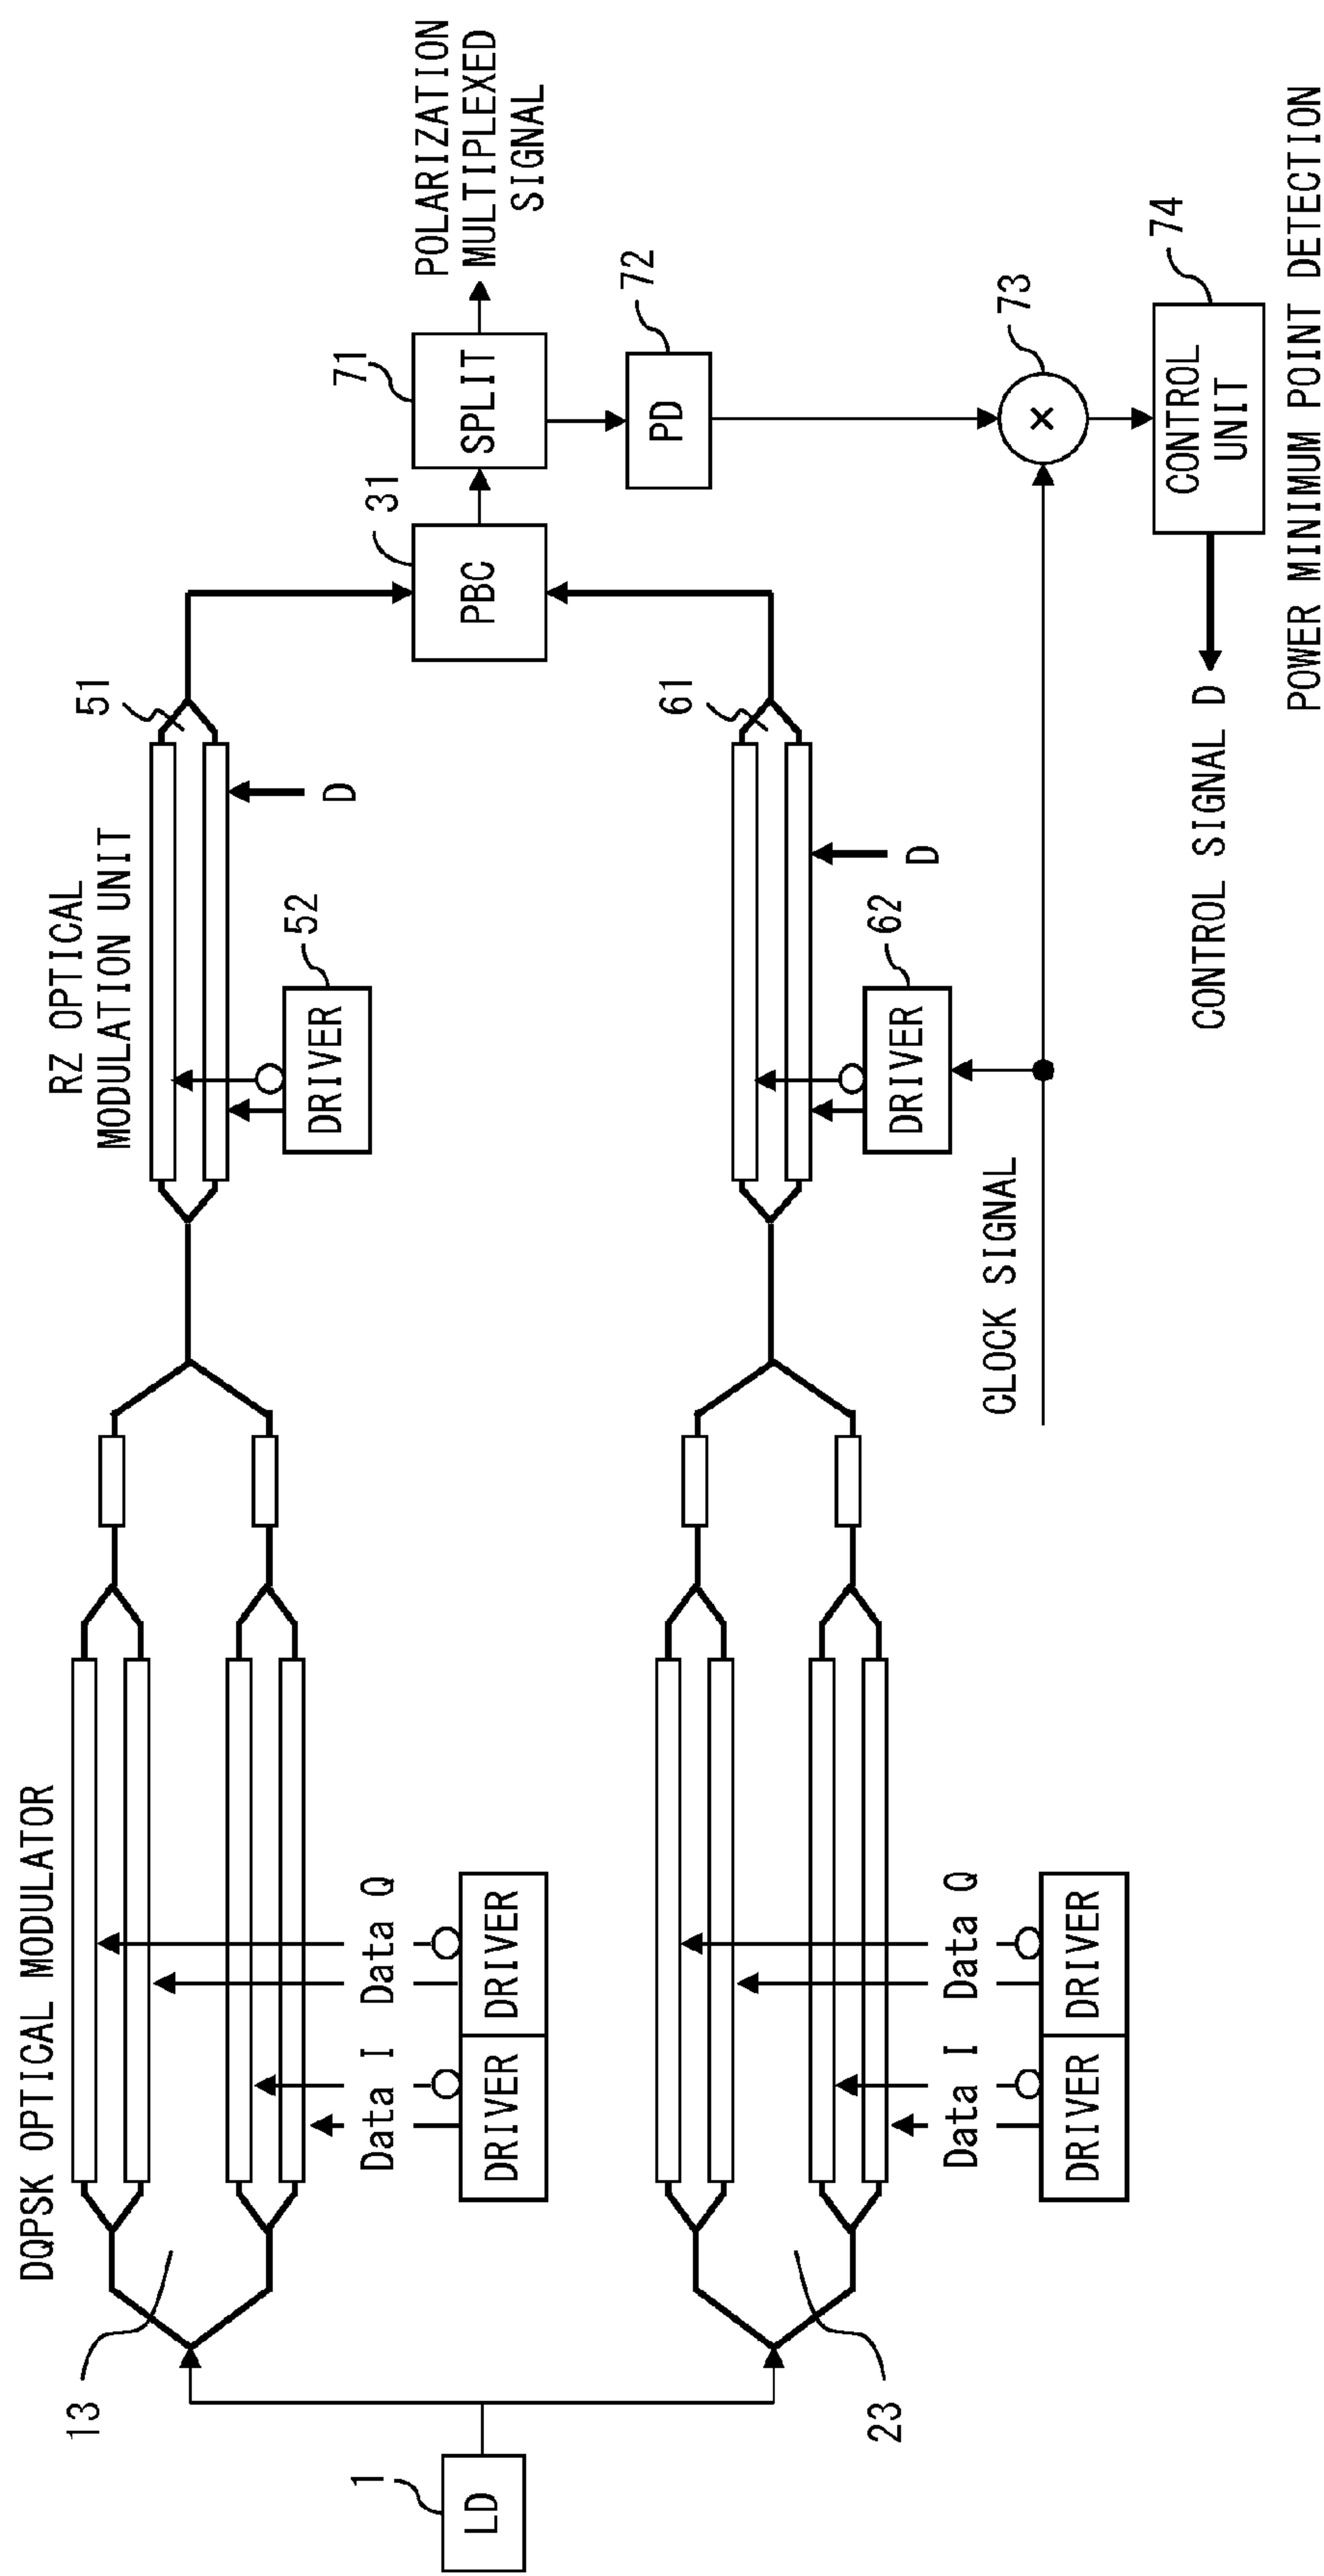 DQPSK OPTICAL MODULATOR
RZ OPTICAL
MODULATION UNIT
13
51
D
52
DRIVER
Data I
Data Q
DRIVER
DRIVER
1
LD
31
PBC
71
SPLIT
POLARIZATION
MULTIPLEXED
SIGNAL
72
PD
61
D
62
DRIVER
23
Data I
Data Q
DRIVER
DRIVER
CLOCK SIGNAL
73
×
74
CONTROL
UNIT
CONTROL SIGNAL D
POWER MINIMUM POINT DETECTION